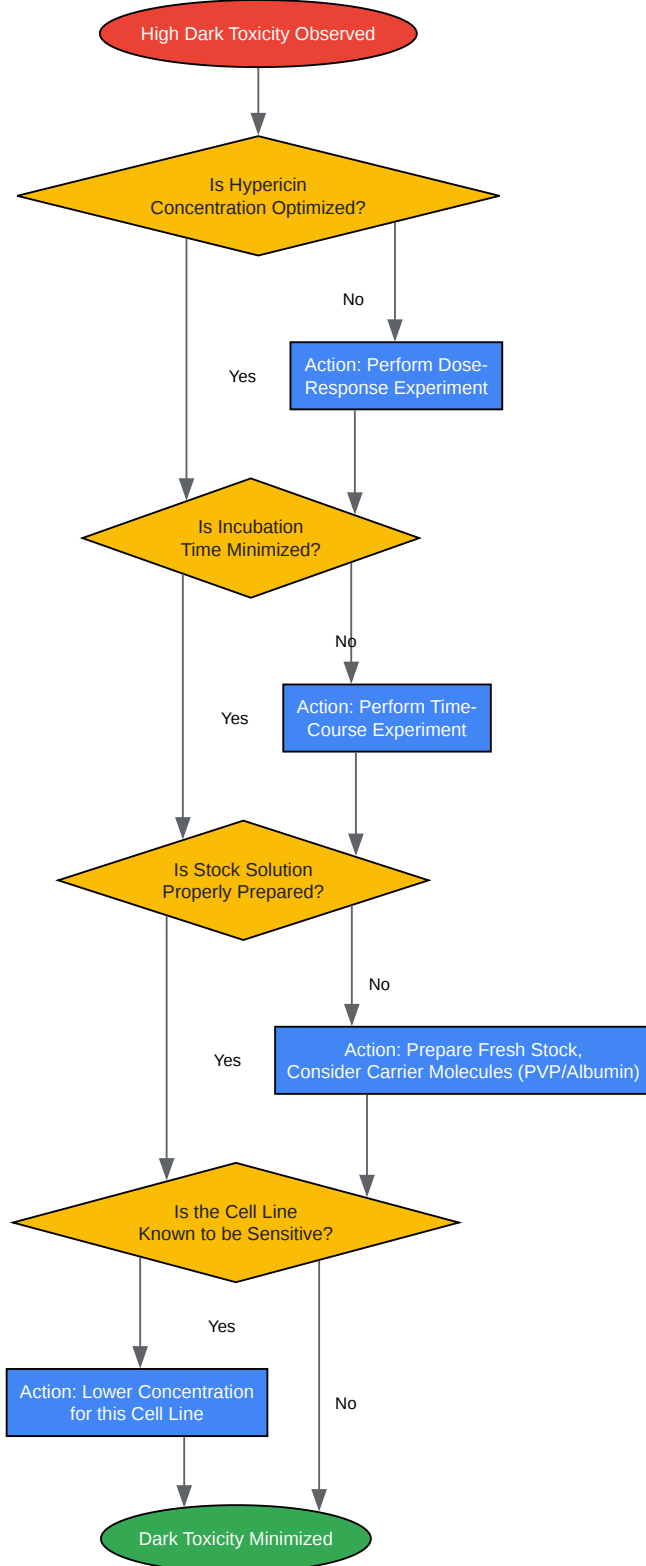 High Dark Toxicity Observed
Is Hypericin
Concentration Optimized?
No
Action: Perform Dose-
Response Experiment
Yes
Is Incubation
Time Minimized?
No
Action: Perform Time-
Course Experiment
Yes
Is Stock Solution
Properly Prepared?
No
Action: Prepare Fresh Stock,
Consider Carrier Molecules (PVP/Albumin)
Yes
Is the Cell Line
Known to be Sensitive?
Yes
Action: Lower Concentration
for this Cell Line
No
Dark Toxicity Minimized